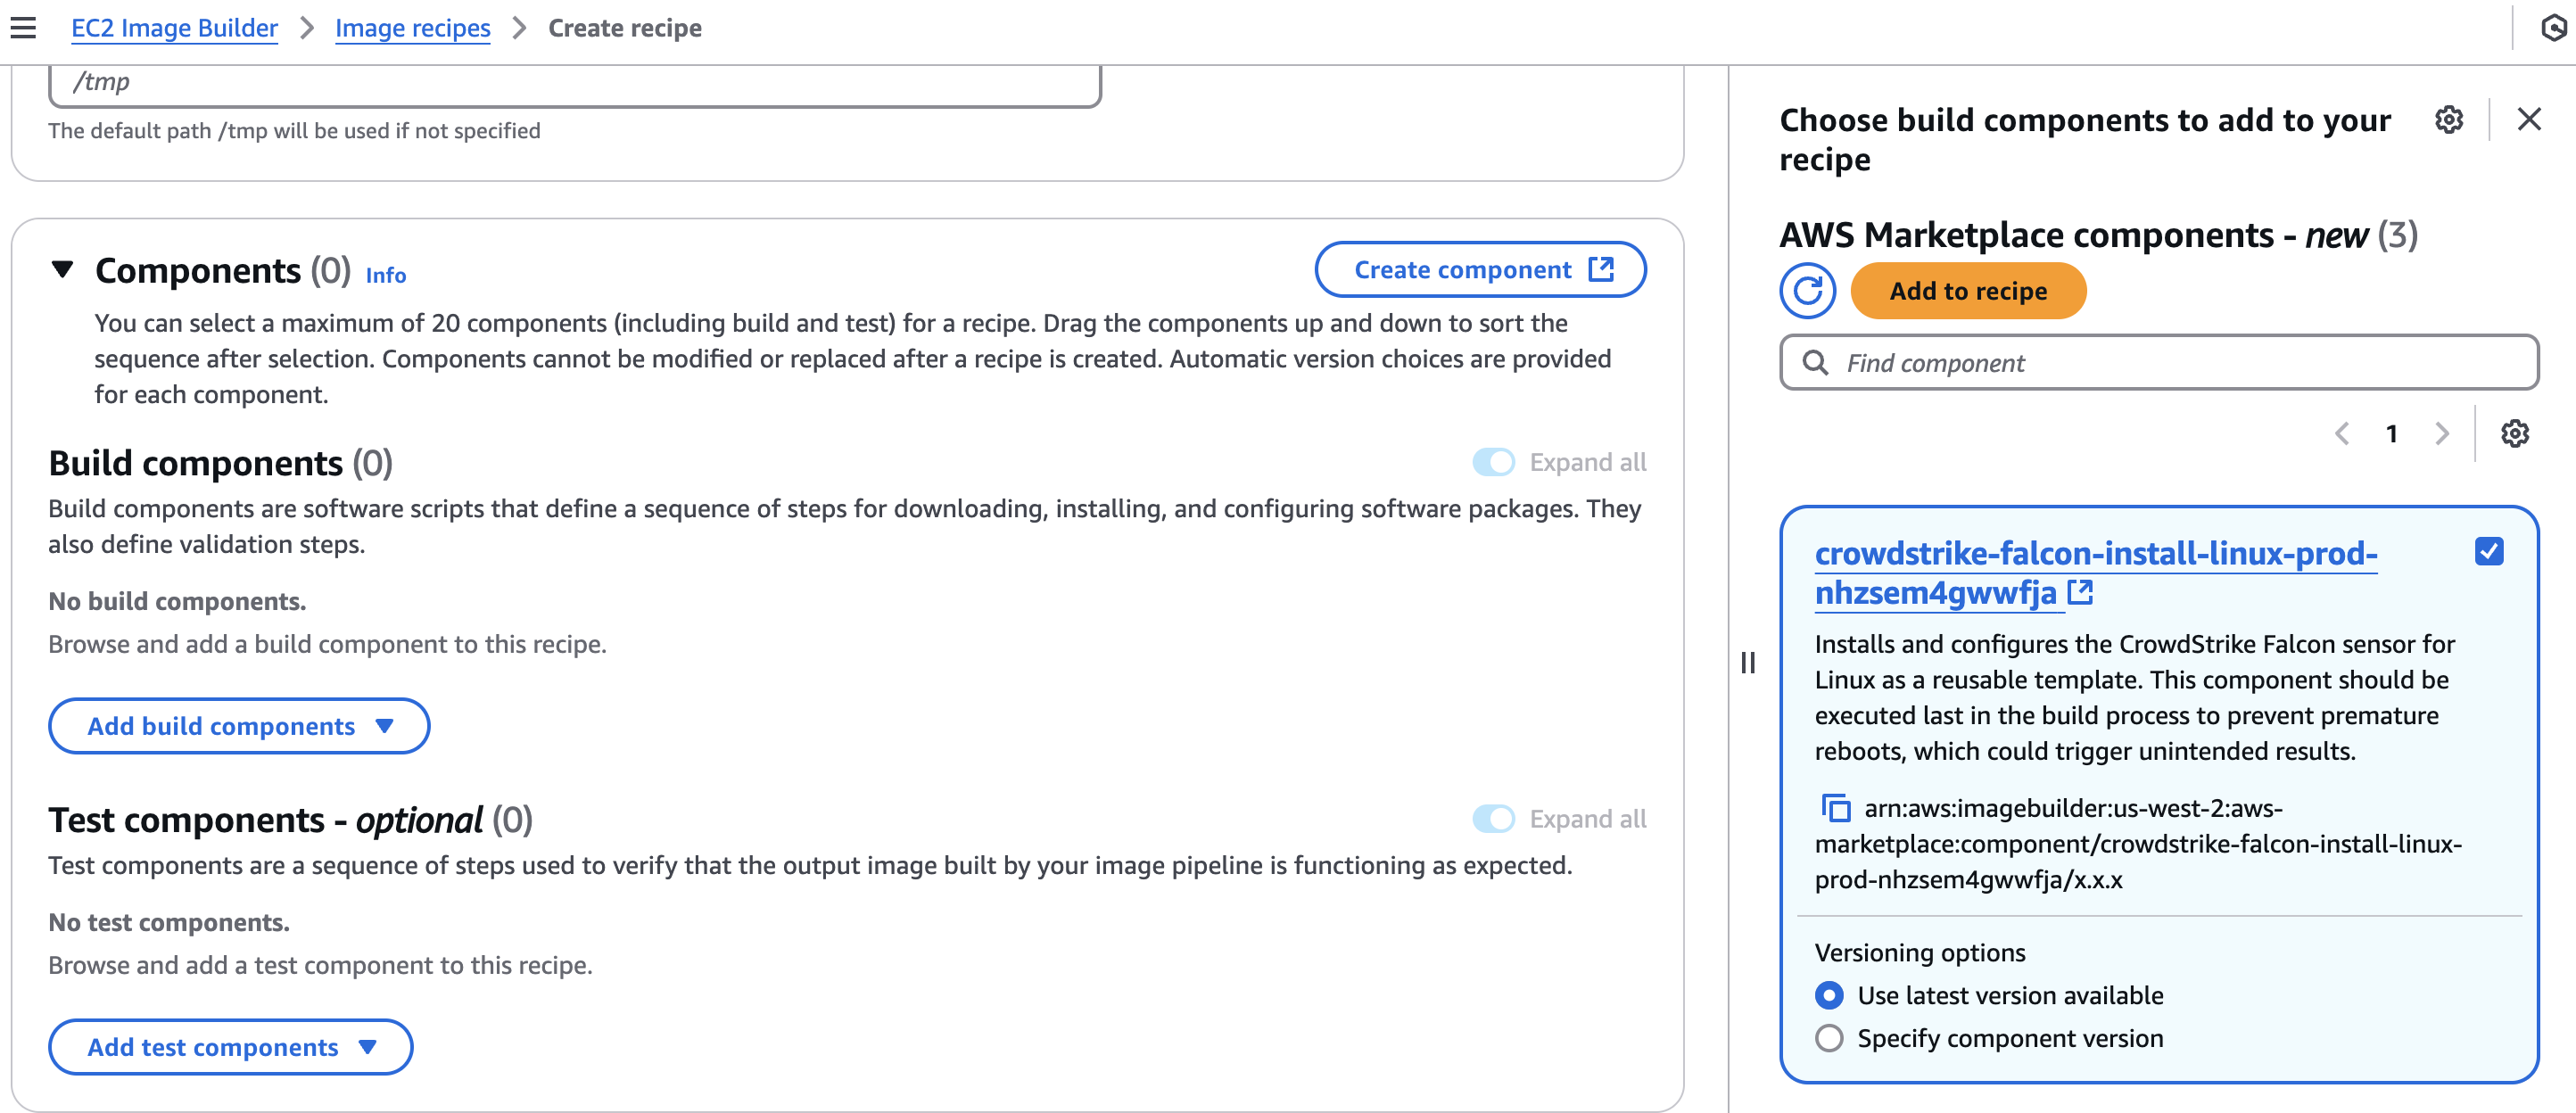 EC2 Image Builder > Image recipes > Create recipe
/tmp
The default path /tmp will be used if not specified
Components (0) Info
Create component
You can select a maximum of 20 components (including build and test) for a recipe. Drag the components up and down to sort the
sequence after selection. Components cannot be modified or replaced after a recipe is created. Automatic version choices are provided
for each component.
Build components (0)
Expand all
Build components are software scripts that define a sequence of steps for downloading, installing, and configuring software packages. They
also define validation steps.
No build components.
Browse and add a build component to this recipe.
Add build components
Test components - optional (0)
Expand all
Test components are a sequence of steps used to verify that the output image built by your image pipeline is functioning as expected.
No test components.
Browse and add a test component to this recipe.
Add test components
Choose build components to add to your
recipe
AWS Marketplace components - new (3)
Add to recipe
Find component
1
crowdstrike-falcon-install-linux-prod-
nhzsem4gwwfja
Installs and configures the CrowdStrike Falcon sensor for
Linux as a reusable template. This component should be
executed last in the build process to prevent premature
reboots, which could trigger unintended results.
arn:aws:imagebuilder:us-west-2:aws-
marketplace:component/crowdstrike-falcon-install-linux-
prod-nhzsem4gwwfja/x.x.x
Versioning options
Use latest version available
Specify component version